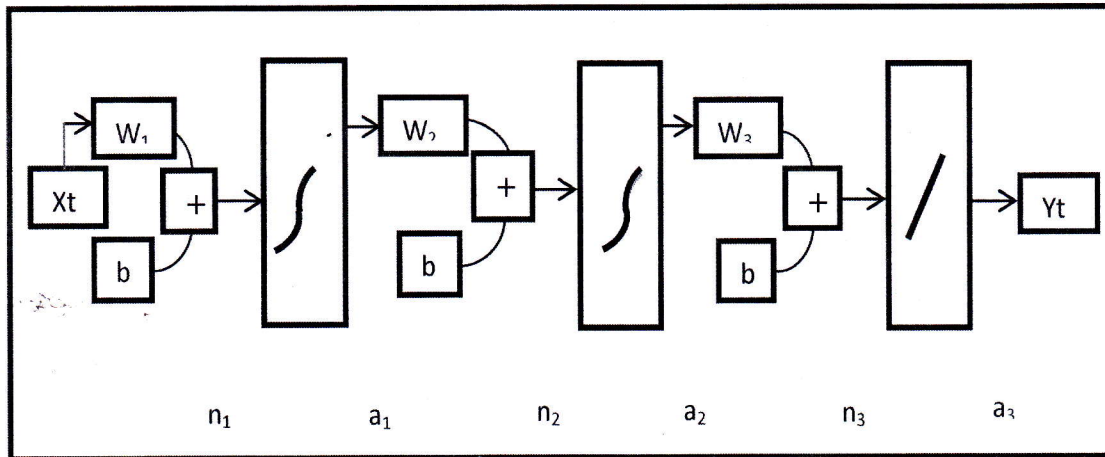 W₁
Xt
+
b
W₂
+
b
W₃
+
b
Yt
n₁ a₁ n₂ a₂ n₃ a₃